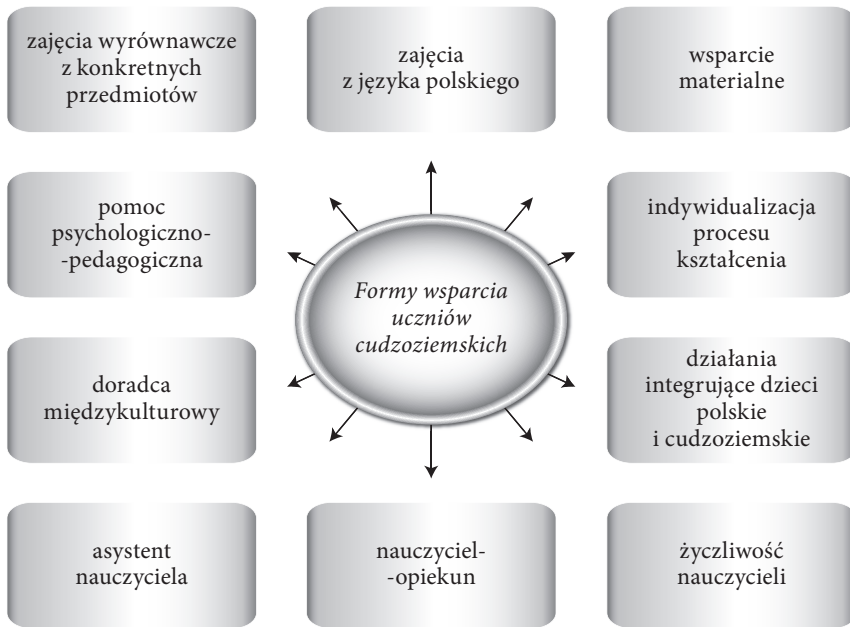 zajęcia wyrównawcze
z konkretnych
przedmiotów
zajęcia
z języka polskiego
wsparcie
materialne
pomoc
psychologiczno-
-pedagogiczna
Formy wsparcia
uczniów
cudzoziemskich
indywidualizacja
procesu
kształcenia
doradca
międzykulturowy
działania
integrujące dzieci
polskie
i cudzoziemskie
asystent
nauczyciela
nauczyciel-
-opiekun
życzliwość
nauczycieli